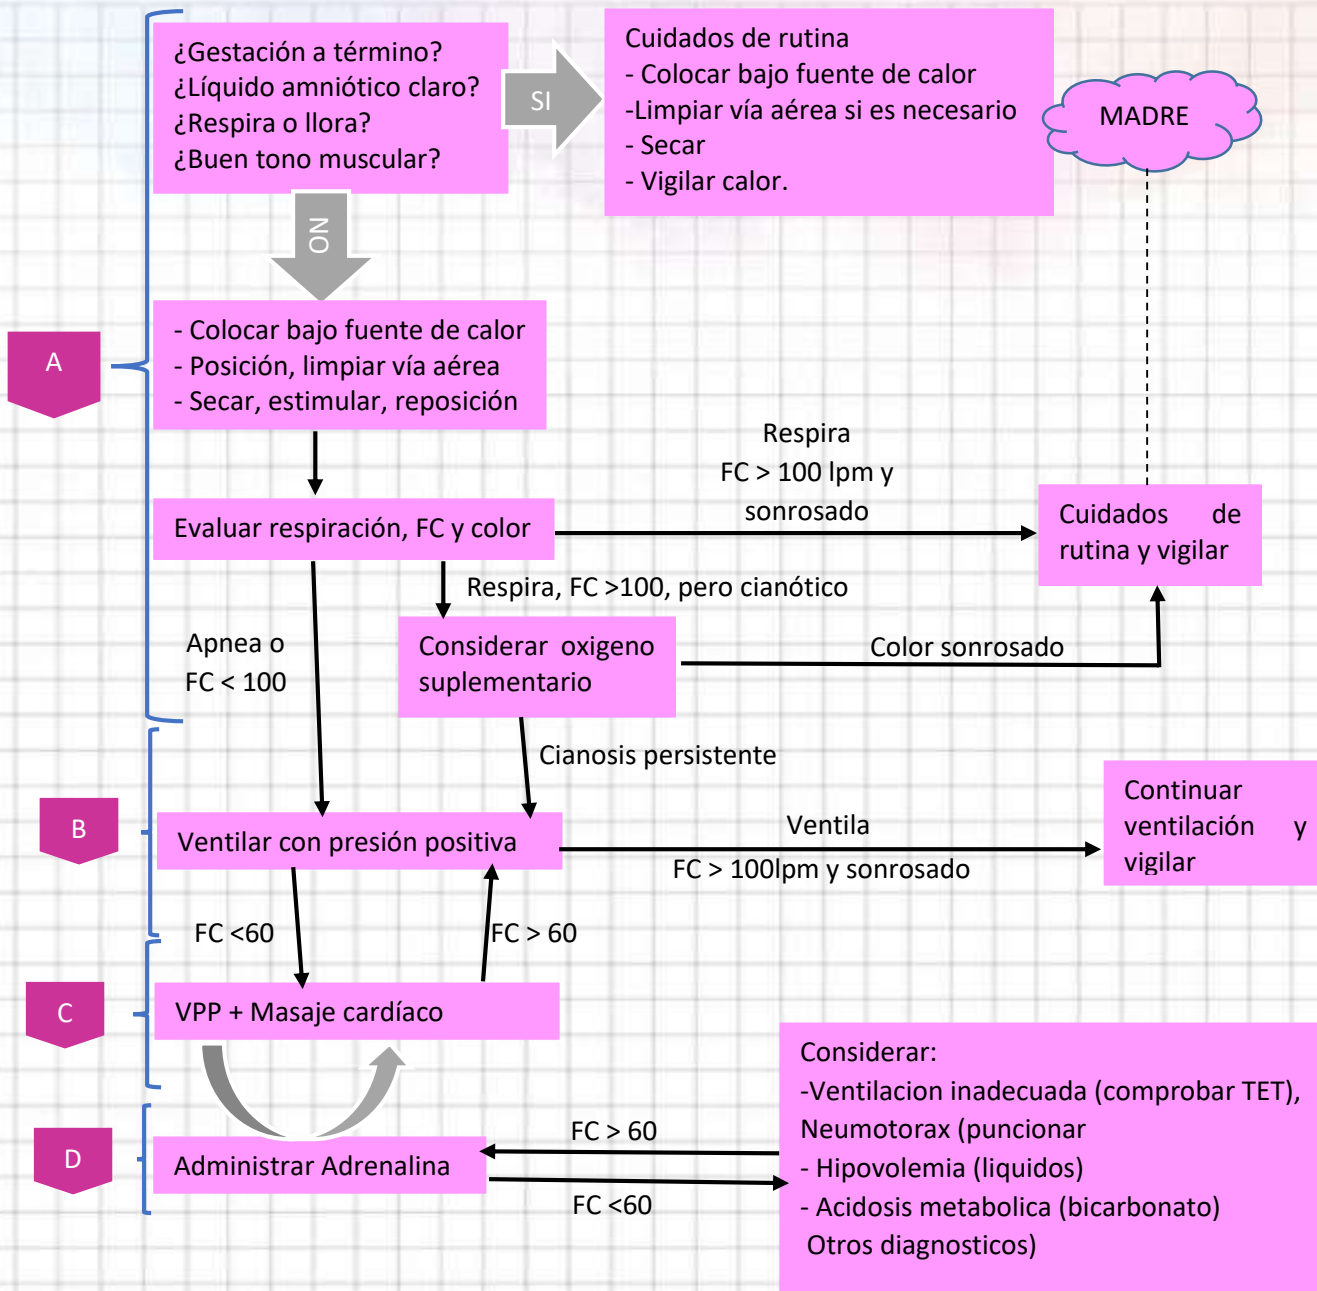 ¿Gestación a término?
¿Líquido amniótico claro?
¿Respira o llora?
¿Buen tono muscular?
SI
Cuidados de rutina
- Colocar bajo fuente de calor
-Limpiar vía aérea si es necesario
- Secar
- Vigilar calor.
MADRE
NO
A
- Colocar bajo fuente de calor
- Posición, limpiar vía aérea
- Secar, estimular, reposición
Respira
FC > 100 lpm y
sonrosado
Evaluar respiración, FC y color
Cuidados de
rutina y vigilar
Respira, FC >100, pero cianótico
Apnea o
FC < 100
Considerar oxigeno
suplementario
Color sonrosado
Cianosis persistente
B
Ventilar con presión positiva
Ventila
FC > 100lpm y sonrosado
Continuar
ventilación y
vigilar
FC <60
FC > 60
C
VPP + Masaje cardíaco
D
Administrar Adrenalina
FC > 60
FC <60
Considerar:
-Ventilacion inadecuada (comprobar TET),
Neumotorax (puncionar
- Hipovolemia (liquidos)
- Acidosis metabolica (bicarbonato)
Otros diagnosticos)